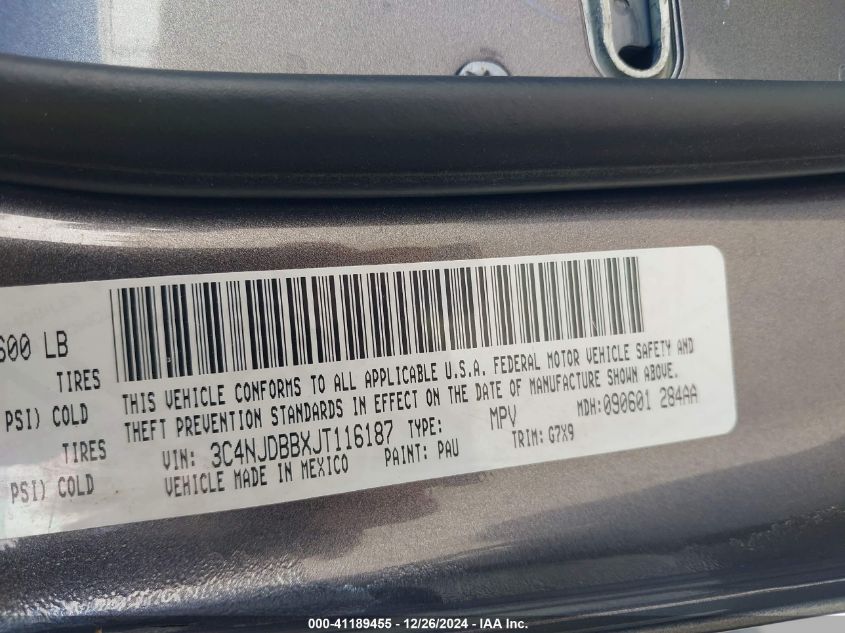 600 LB
TIRES
PSI) COLD
TIRES
PSI) COLD
THIS VEHICLE CONFORMS TO ALL APPLICABLE U.S.A. FEDERAL MOTOR VEHICLE SAFETY AND
THEFT PREVENTION STANDARDS IN EFFECT ON THE DATE OF MANUFACTURE SHOWN ABOVE.
VIN: 3C4NJDBBXJT116187 TYPE: MPV MDH:090601 284AA
VEHICLE MADE IN MEXICO PAINT: PAU TRIM: G7X9
000-41189455 - 12/26/2024 - IAA Inc.